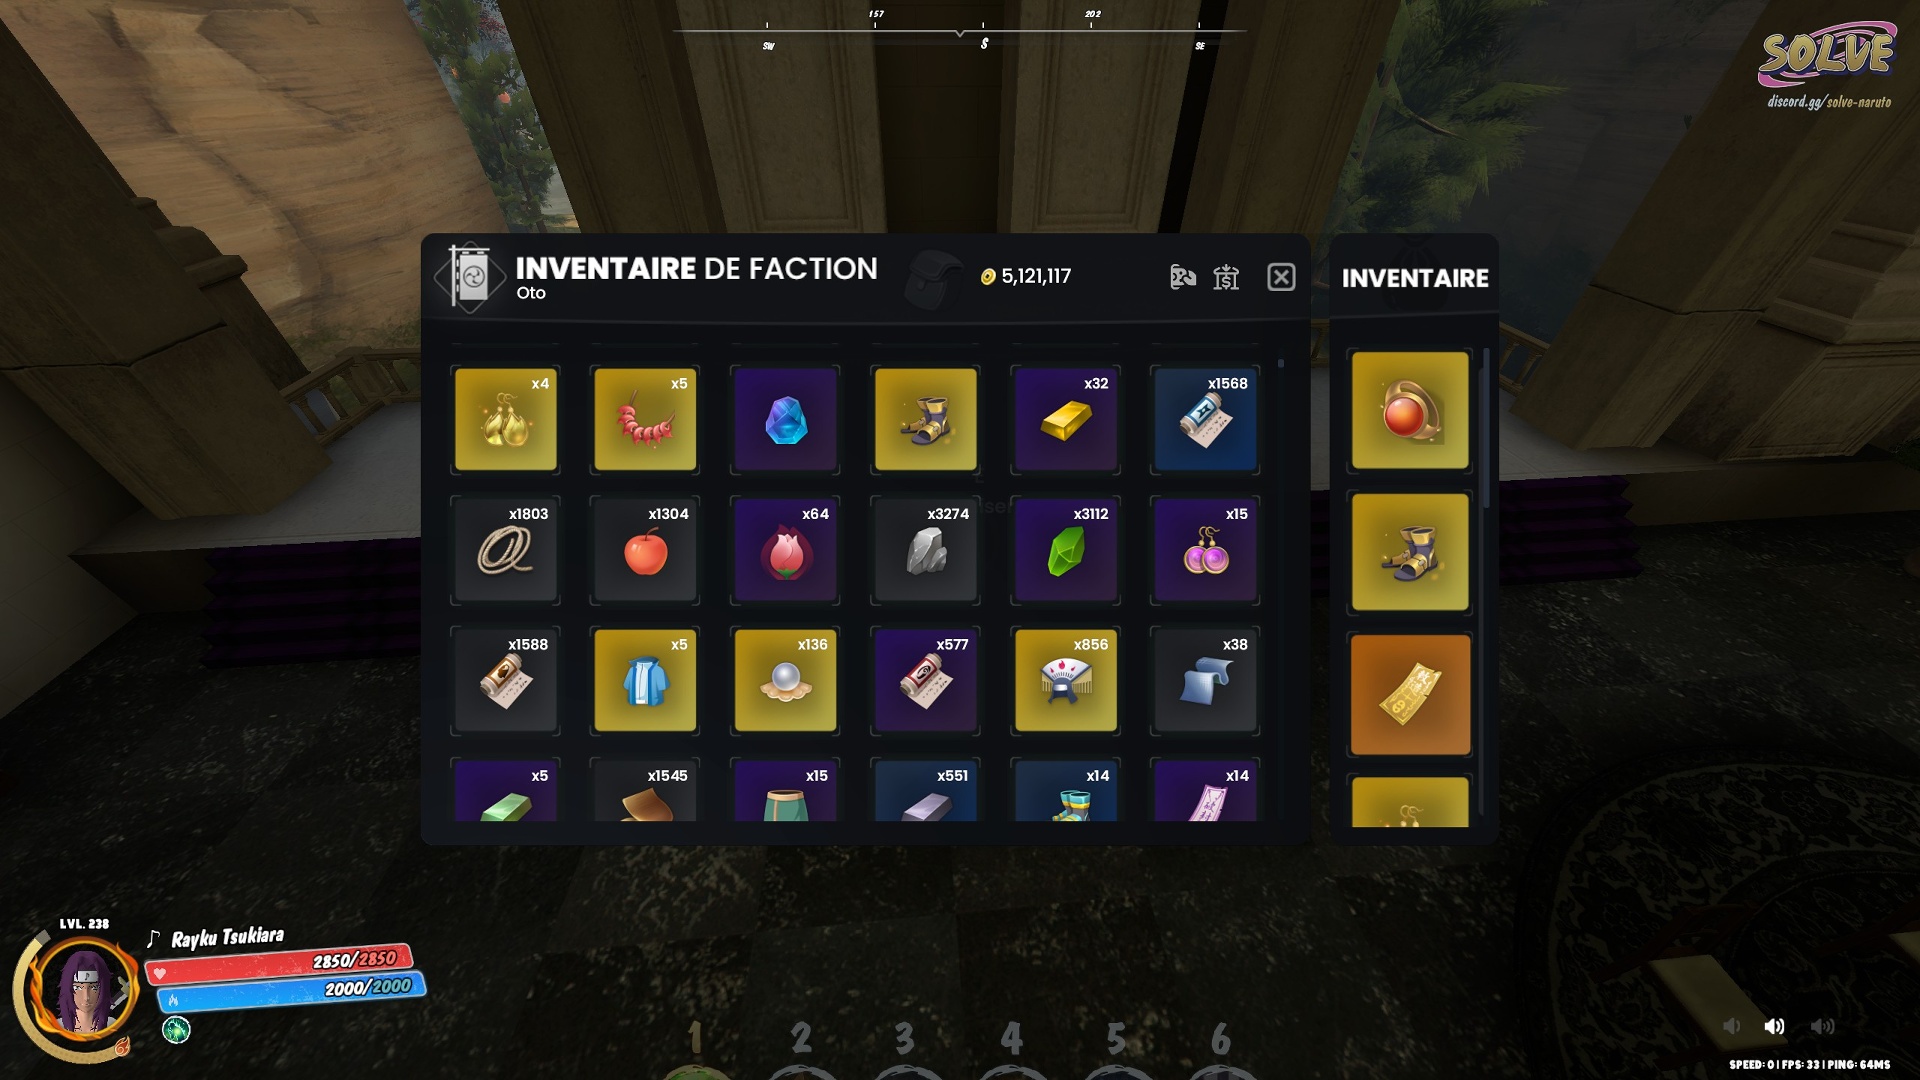 157
202
SW
S
SE
SOLVE
discord.gg/solve-naruto
INVENTAIRE DE FACTION
Oto
5,121,117
INVENTAIRE
x4
x5
x32
x1568
x1803
x1304
x64
x3274
x3112
x15
x1588
x5
x136
x577
x856
x38
x5
x1545
x15
x551
x14
x14
LVL. 238
Rayku Tsukiara
2850/2850
2000/2000
1 2 3 4 5 6
SPEED: 0 | FPS: 33 | PING: 64MS